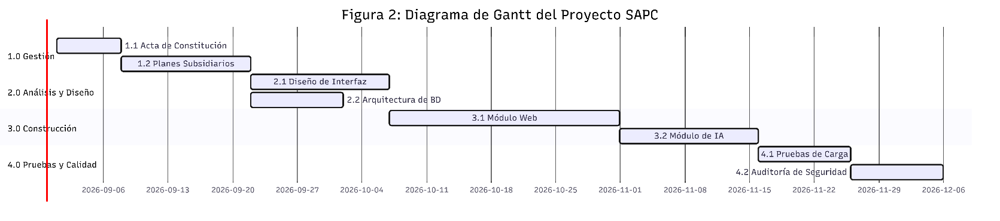 Figura 2: Diagrama de Gantt del Proyecto SAPC
1.1 Acta de Constitución
1.0 Gestión
1.2 Planes Subsidiarios
2.1 Diseño de Interfaz
2.0 Análisis y Diseño
2.2 Arquitectura de BD
3.1 Módulo Web
3.0 Construcción
3.2 Módulo de IA
4.1 Pruebas de Carga
4.0 Pruebas y Calidad
4.2 Auditoría de Seguridad
2026-09-06 2026-09-13 2026-09-20 2026-09-27 2026-10-04 2026-10-11 2026-10-18 2026-10-25 2026-11-01 2026-11-08 2026-11-15 2026-11-22 2026-11-29 2026-12-06